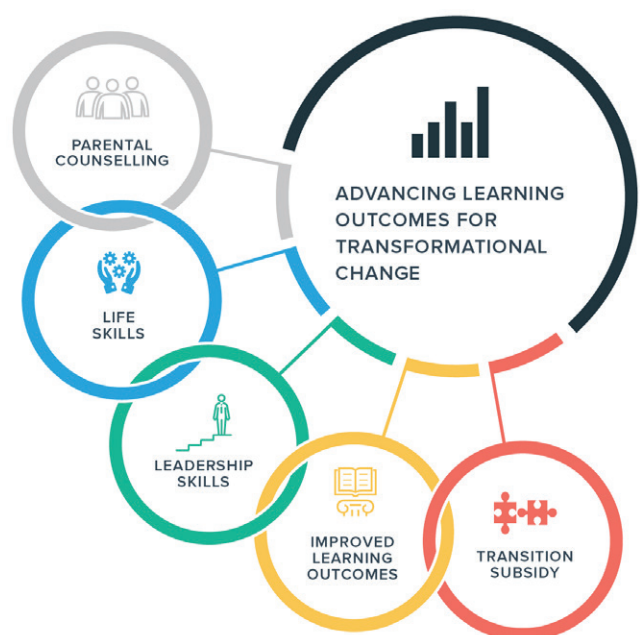 PARENTAL
COUNSELLING
ADVANCING LEARNING
OUTCOMES FOR
TRANSFORMATIONAL
CHANGE
LIFE
SKILLS
LEADERSHIP
SKILLS
IMPROVED
LEARNING
OUTCOMES
TRANSITION
SUBSIDY